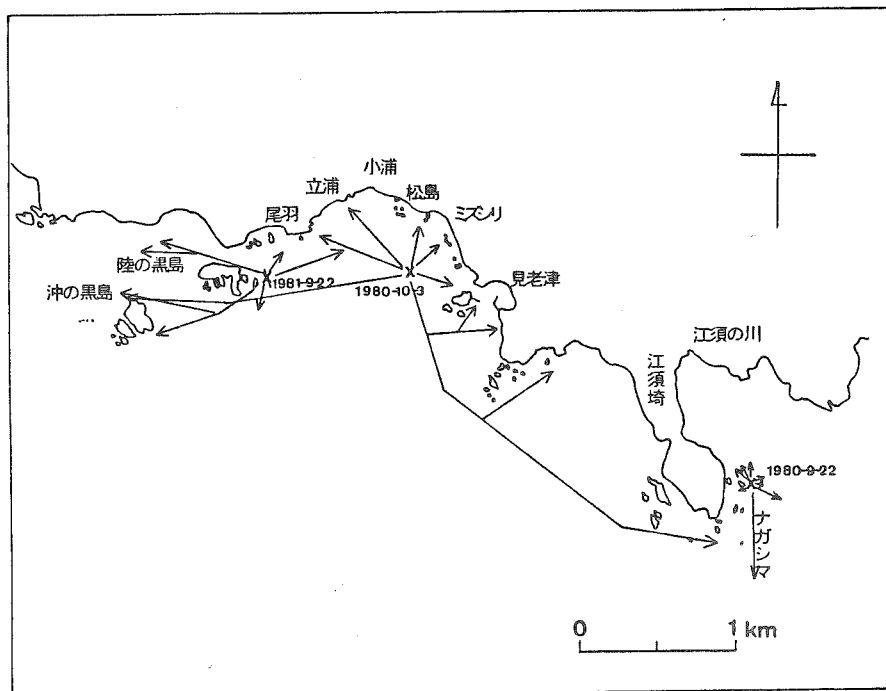 小浦
立浦
松島
尾羽
ミズシリ
陸の黒島
見老津
1981-9-22
沖の黒島
1980-10-3
江須の川
江須埼
1980-9-22
ナガシマ
0
1 km